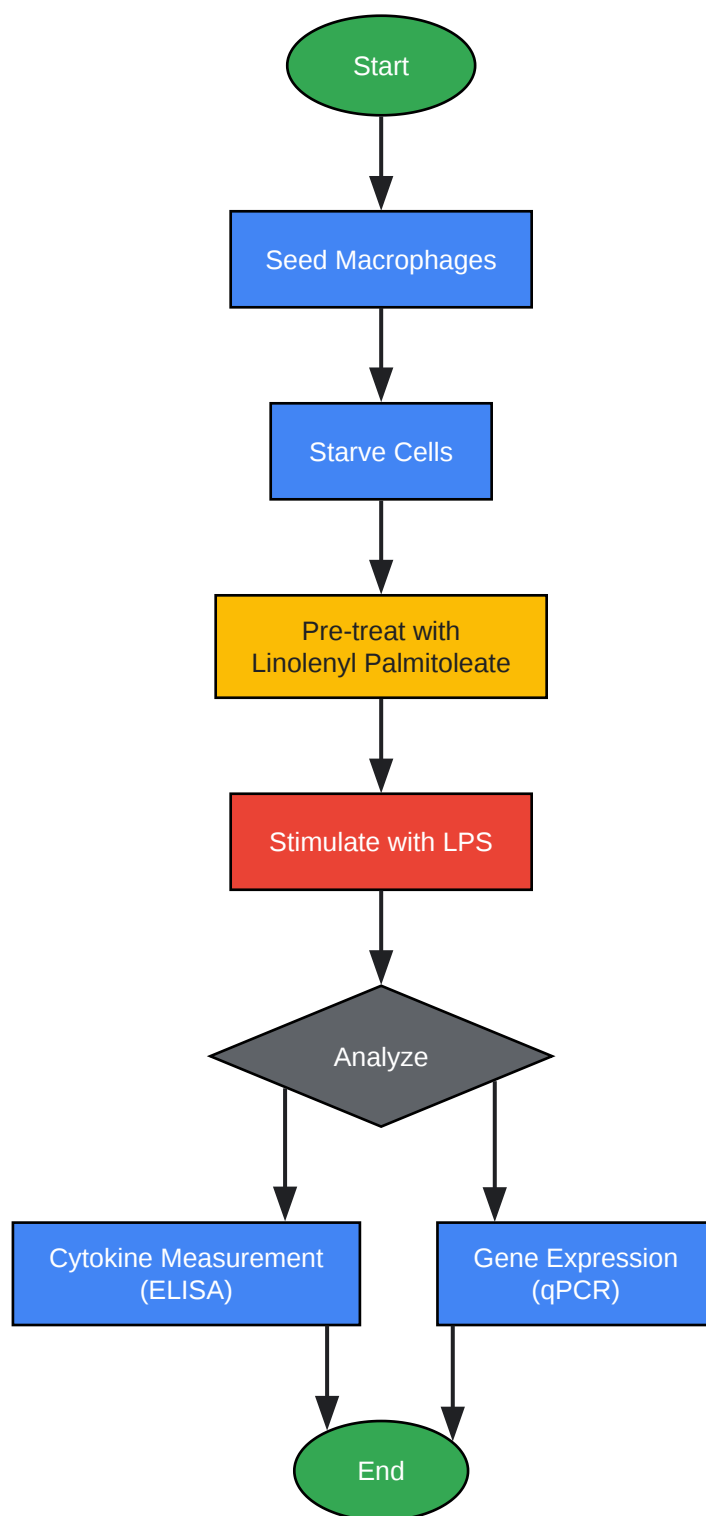 Start
Seed Macrophages
Starve Cells
Pre-treat with
Linolenyl Palmitoleate
Stimulate with LPS
Analyze
Cytokine Measurement
(ELISA)
Gene Expression
(qPCR)
End